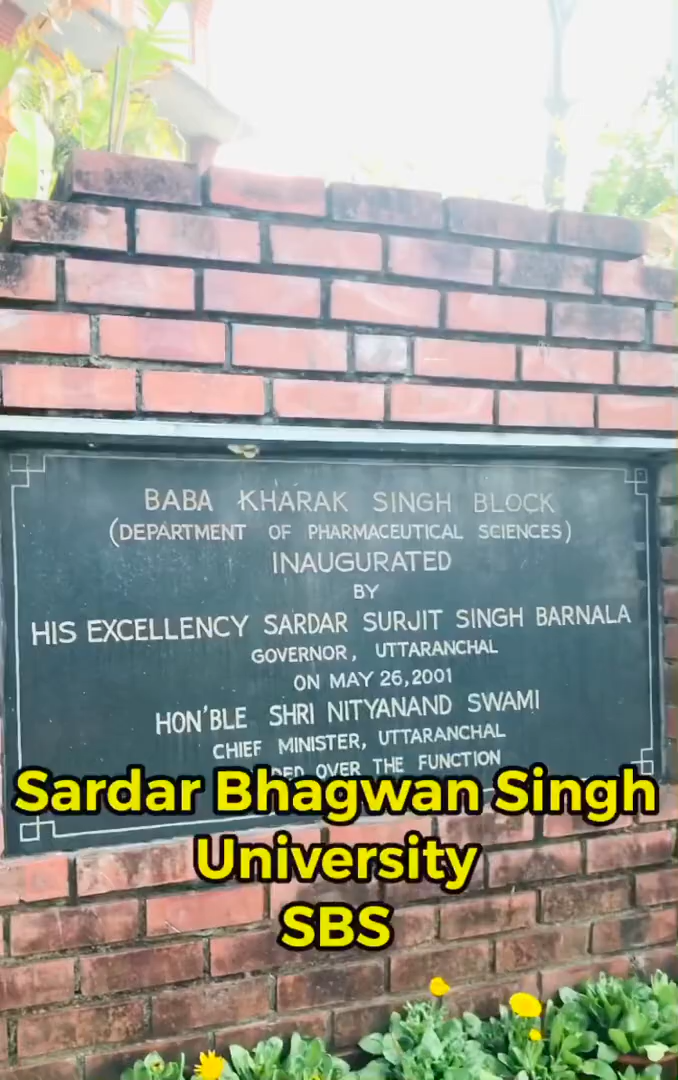 BABA KHARAK SINGH BLOCK
(DEPARTMENT OF PHARMACEUTICAL SCIENCES)
INAUGURATED
BY
HIS EXCELLENCY SARDAR SURJIT SINGH BARNALA
GOVERNOR, UTTARANCHAL
ON MAY 26,2001
HON'BLE SHRI NITYANAND SWAMI
CHIEF MINISTER, UTTARANCHAL
OVER THE FUNCTION
Sardar Bhagwan Singh
University
SBS